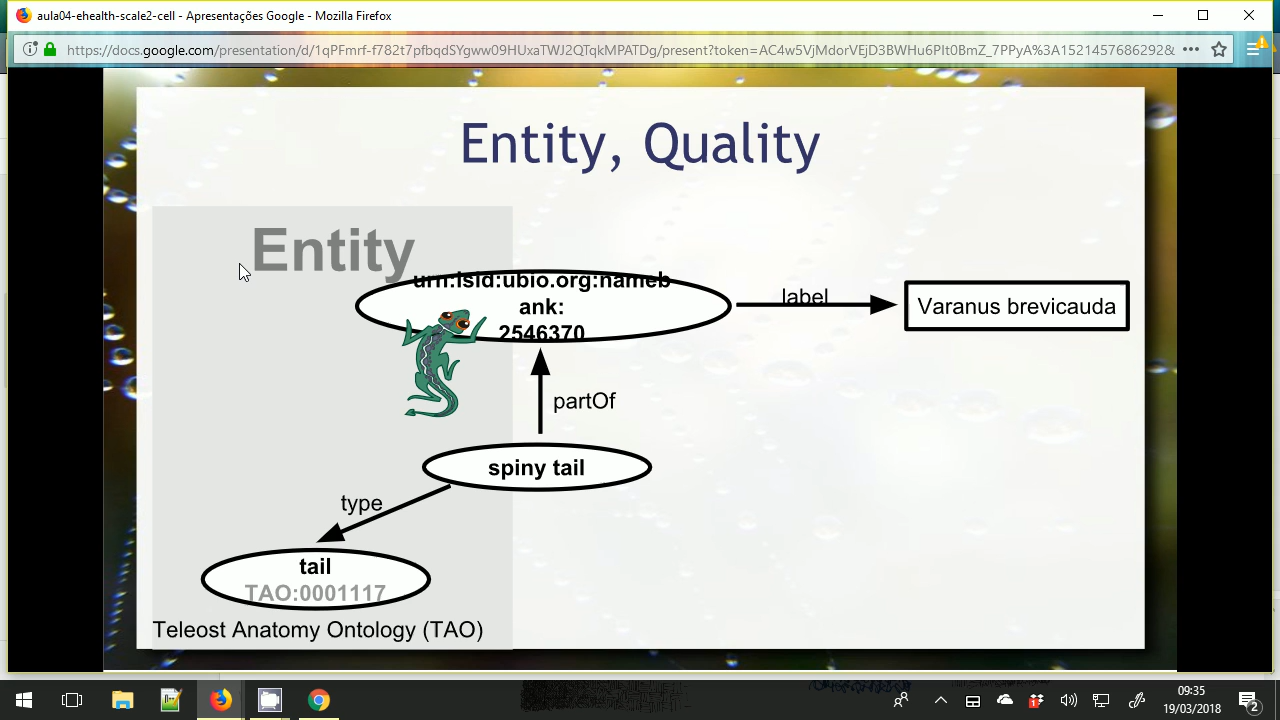 aula04-ehealth-scale2-cell - Apresentações Google - Mozilla Firefox
https://docs.google.com/presentation/d/1qPFmrf-f782t7pfbqdSYgww09HUxaTWJ2QTqkMPATDg/present?token=AC4w5VjMdorVEjD3BWHu6PIt0BmZ_7PPyA%3A1521457686292&
Entity, Quality
Entity
urn:lsid:ubio.org:nameb
ank:
2546370
label
Varanus brevicauda
partOf
spiny tail
type
tail
TAO:0001117
Teleost Anatomy Ontology (TAO)
09:35
19/03/2018
2